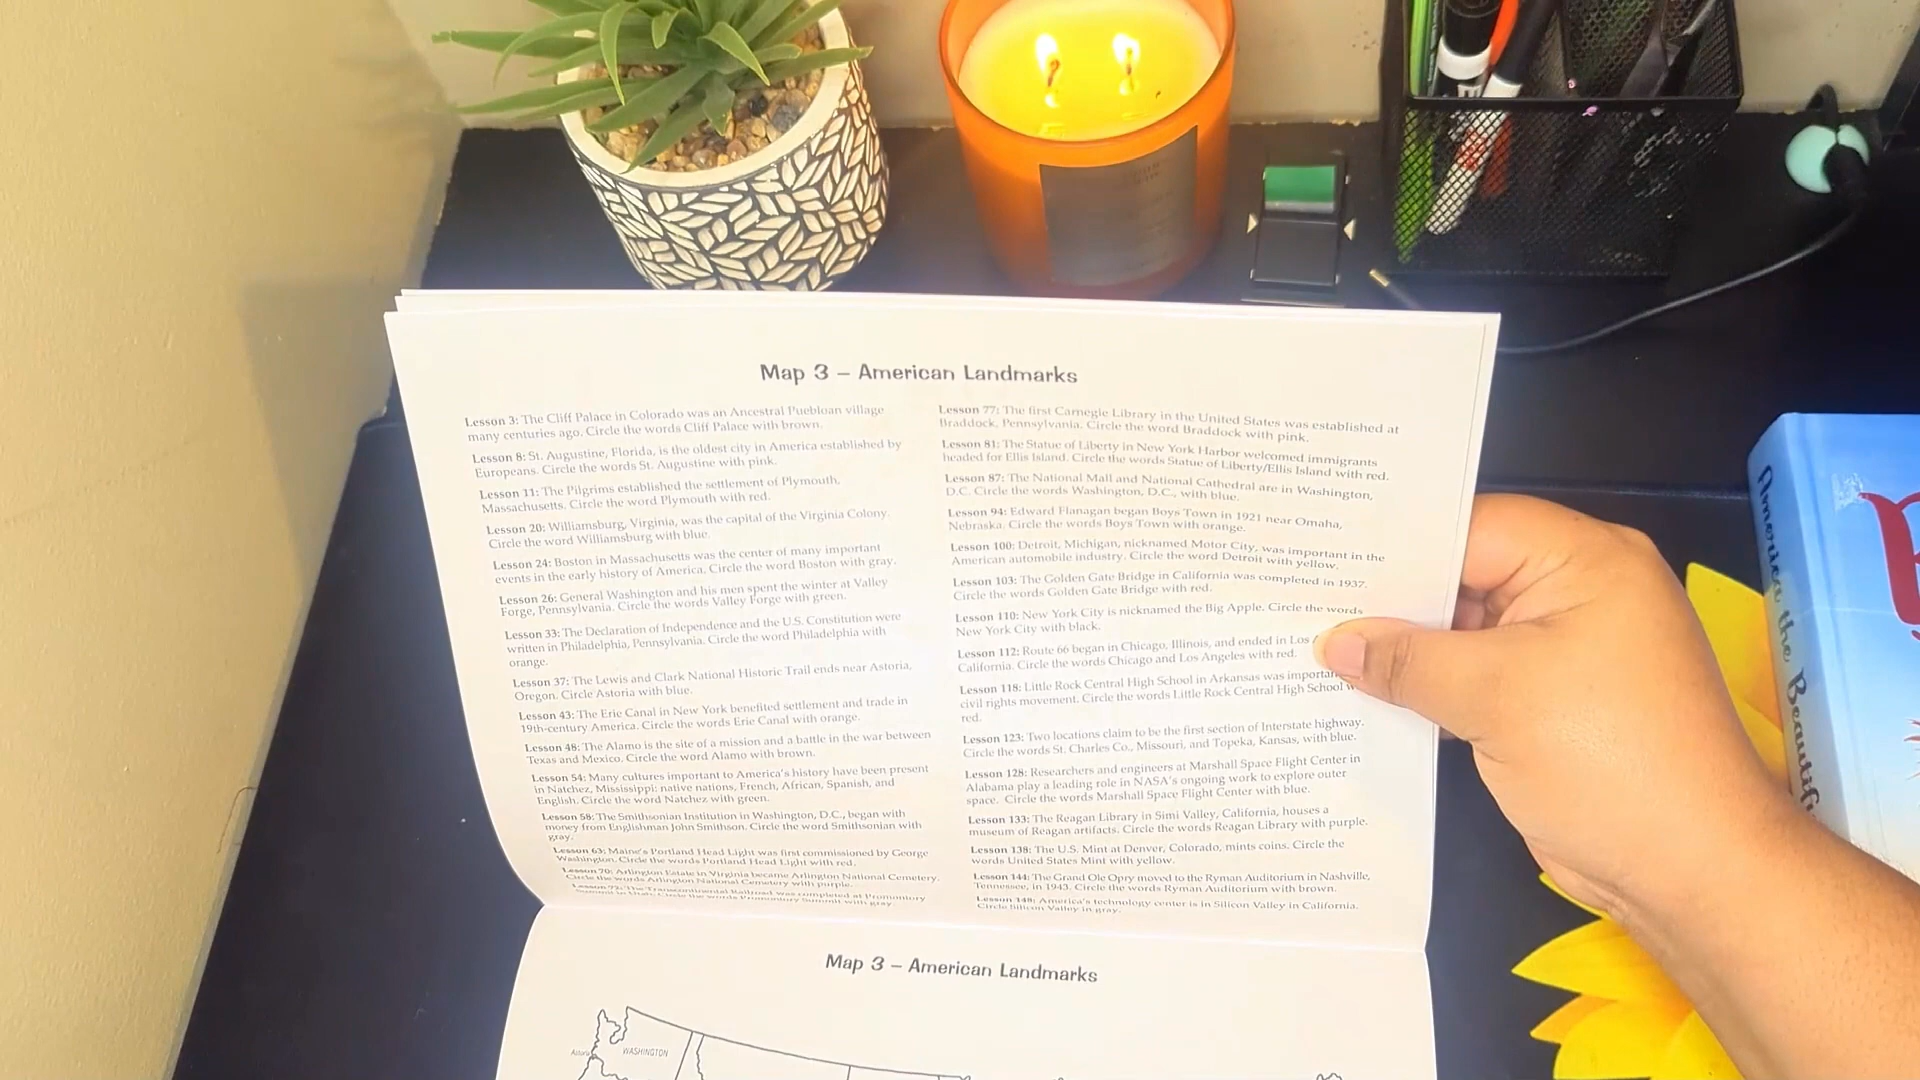 Map 3 – American Landmarks
Lesson 3: The Cliff Palace in Colorado was an Ancestral Puebloan village
many centuries ago. Circle the words Cliff Palace with brown.
Lesson 8: St. Augustine, Florida, is the oldest city in America established by
Europeans. Circle the words St. Augustine with pink.
Lesson 11: The Pilgrims established the settlement of Plymouth,
Massachusetts. Circle the word Plymouth with red.
Lesson 20: Williamsburg, Virginia, was the capital of the Virginia Colony.
Circle the word Williamsburg with blue.
Lesson 24: Boston in Massachusetts was the center of many important
events in the early history of America. Circle the word Boston with gray.
Lesson 26: General Washington and his men spent the winter at Valley
Forge, Pennsylvania. Circle the words Valley Forge with green.
Lesson 33: The Declaration of Independence and the U.S. Constitution were
written in Philadelphia, Pennsylvania. Circle the word Philadelphia with
orange.
Lesson 37: The Lewis and Clark National Historic Trail ends near Astoria,
Oregon. Circle Astoria with blue.
Lesson 43: The Erie Canal in New York benefited settlement and trade in
19th-century America. Circle the words Erie Canal with orange.
Lesson 48: The Alamo is the site of a mission and a battle in the war between
Texas and Mexico. Circle the word Alamo with brown.
Lesson 54: Many cultures important to America's history have been present
in Natchez, Mississippi: native nations, French, African, Spanish, and
English. Circle the word Natchez with green.
Lesson 58: The Smithsonian Institution in Washington, D.C., began with
money from Englishman John Smithson. Circle the word Smithsonian with
gray.
Lesson 63: Maine's Portland Head Light was first commissioned by George
Washington. Circle the words Portland Head Light with red.
Lesson 70: Arlington Estate in Virginia became Arlington National Cemetery.
Circle the words Arlington National Cemetery with purple.
Lesson 72: The Transcontinental Railroad was completed at Promontory
Summit in Utah. Circle the words Promontory Summit with gray.
Lesson 77: The first Carnegie Library in the United States was established at
Braddock, Pennsylvania. Circle the word Braddock with pink.
Lesson 81: The Statue of Liberty in New York Harbor welcomed immigrants
headed for Ellis Island. Circle the words Statue of Liberty/Ellis Island with red.
Lesson 87: The National Mall and National Cathedral are in Washington,
D.C. Circle the words Washington, D.C., with blue.
Lesson 94: Edward Flanagan began Boys Town in 1921 near Omaha,
Nebraska. Circle the words Boys Town with orange.
Lesson 100: Detroit, Michigan, nicknamed Motor City, was important in the
American automobile industry. Circle the word Detroit with yellow.
Lesson 103: The Golden Gate Bridge in California was completed in 1937.
Circle the words Golden Gate Bridge with red.
Lesson 110: New York City is nicknamed the Big Apple. Circle the words
New York City with black.
Lesson 112: Route 66 began in Chicago, Illinois, and ended in Los
California. Circle the words Chicago and Los Angeles with red.
Lesson 118: Little Rock Central High School in Arkansas was importan
civil rights movement. Circle the words Little Rock Central High School w
red.
Lesson 123: Two locations claim to be the first section of Interstate highway.
Circle the words St. Charles Co., Missouri, and Topeka, Kansas, with blue.
Lesson 128: Researchers and engineers at Marshall Space Flight Center in
Alabama play a leading role in NASA's ongoing work to explore outer
space. Circle the words Marshall Space Flight Center with blue.
Lesson 133: The Reagan Library in Simi Valley, California, houses a
museum of Reagan artifacts. Circle the words Reagan Library with purple.
Lesson 138: The U.S. Mint at Denver, Colorado, mints coins. Circle the
words United States Mint with yellow.
Lesson 144: The Grand Ole Opry moved to the Ryman Auditorium in Nashville,
Tennessee, in 1943. Circle the words Ryman Auditorium with brown.
Lesson 148: America's technology center is in Silicon Valley in California.
Circle Silicon Valley in gray.
Map 3 – American Landmarks
Astoria
WASHINGTON
America the Beautif